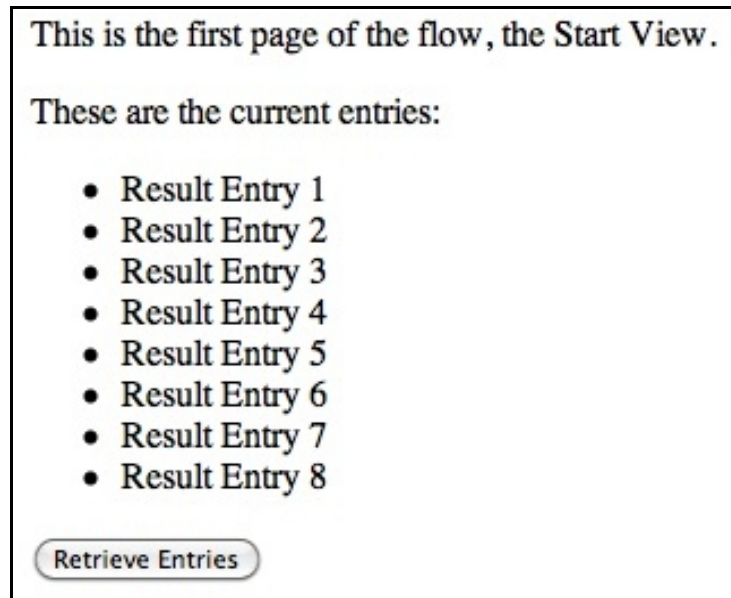 This is the first page of the flow, the Start View.
These are the current entries:
• Result Entry 1
• Result Entry 2
• Result Entry 3
• Result Entry 4
• Result Entry 5
• Result Entry 6
• Result Entry 7
• Result Entry 8
Retrieve Entries